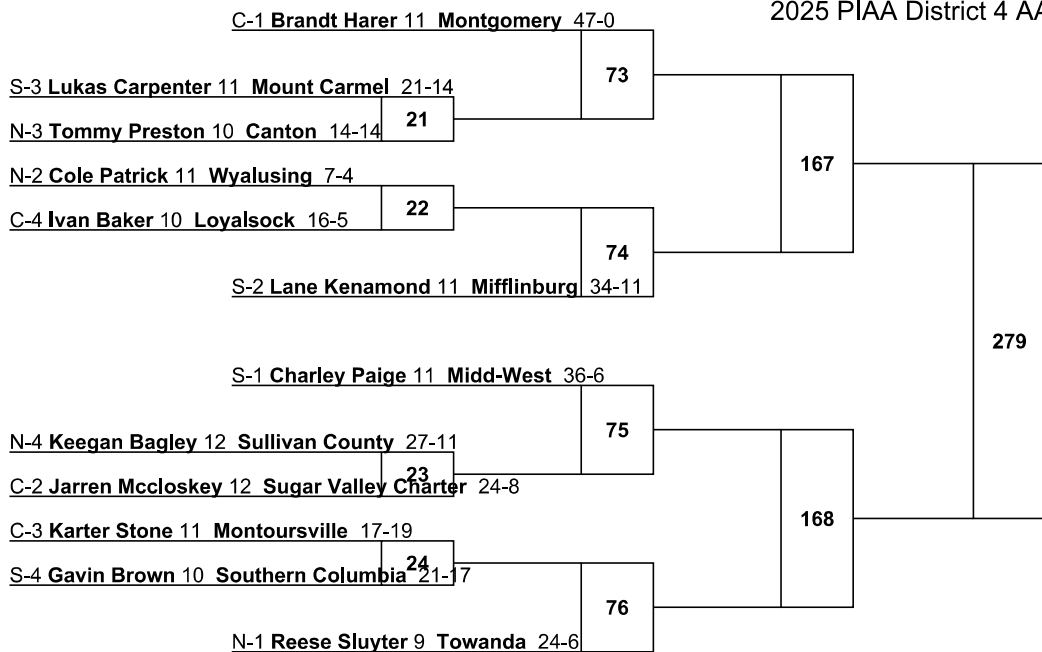 2025 PIAA District 4 AA
C-1 Brandt Harer 11 Montgomery 47-0
73
S-3 Lukas Carpenter 11 Mount Carmel 21-14
21
N-3 Tommy Preston 10 Canton 14-14
167
N-2 Cole Patrick 11 Wyalusing 7-4
22
C-4 Ivan Baker 10 Loyalsock 16-5
74
S-2 Lane Kenamond 11 Mifflinburg 34-11
279
S-1 Charley Paige 11 Midd-West 36-6
75
N-4 Keegan Bagley 12 Sullivan County 27-11
23
C-2 Jarren Mccloskey 12 Sugar Valley Charter 24-8
168
C-3 Karter Stone 11 Montoursville 17-19
24
S-4 Gavin Brown 10 Southern Columbia 21-17
76
N-1 Reese Sluyter 9 Towanda 24-6